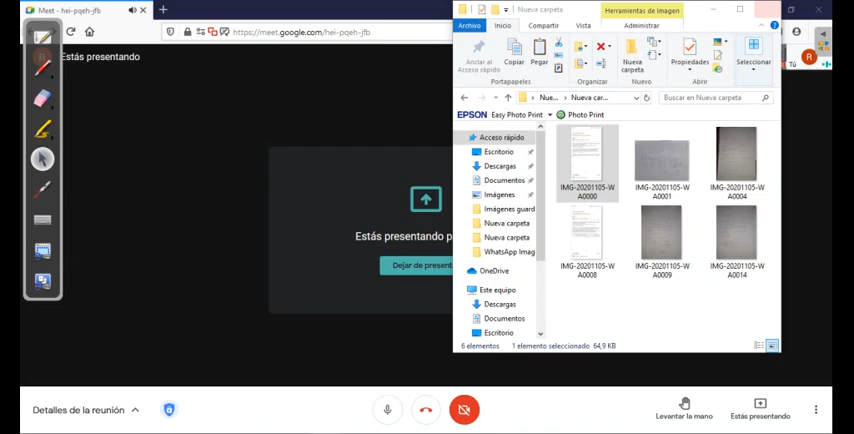 Meet - hei-pqeh-jfb
https://meet.google.com/hei-pqeh-jfb
R Estás presentando
Estás presentando p
Dejar de present
Nueva carpeta
Herramientas de imagen
Archivo
Inicio
Compartir
Vista
Administrar
Anclar al
Acceso rápido
Copiar
Pegar
Nueva
carpeta
Propiedades
Seleccionar
Portapapeles
Organizar
Nuevo
Abrir
Nue...
Nueva car...
Buscar en Nueva carpeta
EPSON Easy Photo Print
Photo Print
Acceso rápido
Escritorio
Descargas
Documentos
Imágenes
Imágenes guard
Nueva carpeta
Nueva carpeta
WhatsApp Imag
OneDrive
Este equipo
Descargas
Documentos
Escritorio
IMG-20201105-W
A0000
IMG-20201105-W
A0001
IMG-20201105-W
A0004
IMG-20201105-W
A0008
IMG-20201105-W
A0009
IMG-20201105-W
A0014
6 elementos
1 elemento seleccionado 64,9 KB
R
Tú
Detalles de la reunión
Levantar la mano
Estás presentando